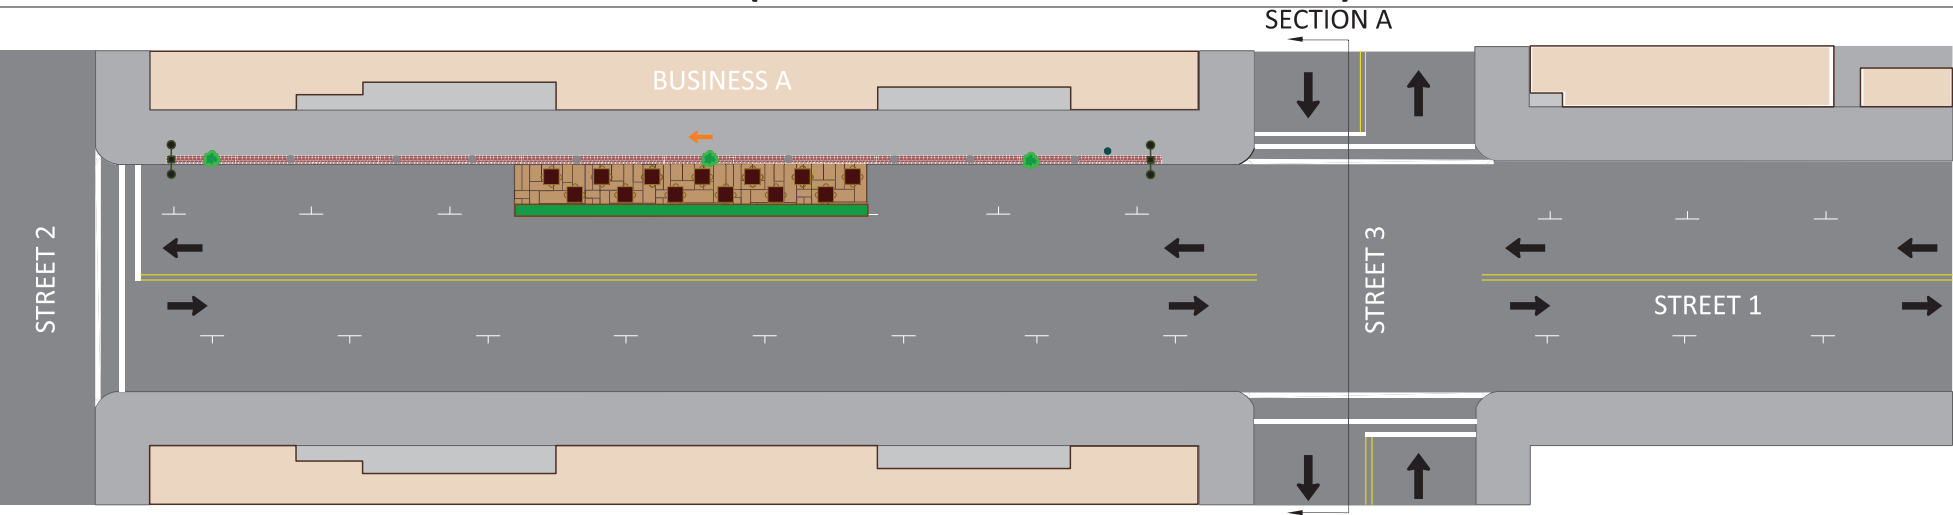 SECTION A
BUSINESS A
STREET 2
STREET 3
STREET 1